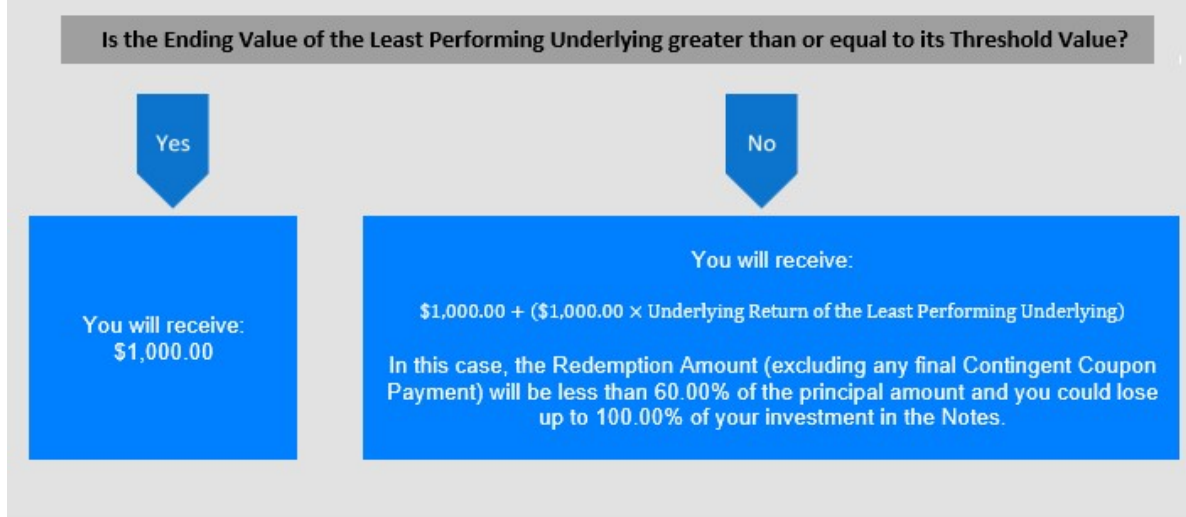 Is the Ending Value of the Least Performing Underlying greater than or equal to its Threshold Value?
Yes
No
You will receive:
$1,000.00
You will receive:
$1,000.00 + ($1,000.00 × Underlying Return of the Least Performing Underlying)
In this case, the Redemption Amount (excluding any final Contingent Coupon
Payment) will be less than 60.00% of the principal amount and you could lose
up to 100.00% of your investment in the Notes.